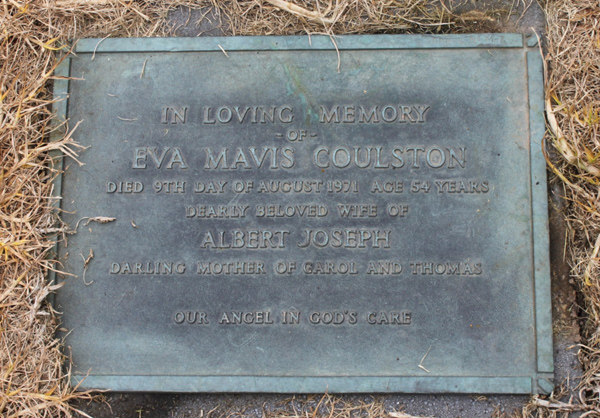 IN LOVING MEMORY
- OF -
EVA MAVIS COULSTON
DIED 9TH DAY OF AUGUST 1971 AGE 54 YEARS
DEARLY BELOVED WIFE OF
ALBERT JOSEPH
DARLING MOTHER OF CAROL AND THOMAS
OUR ANGEL IN GOD'S CARE